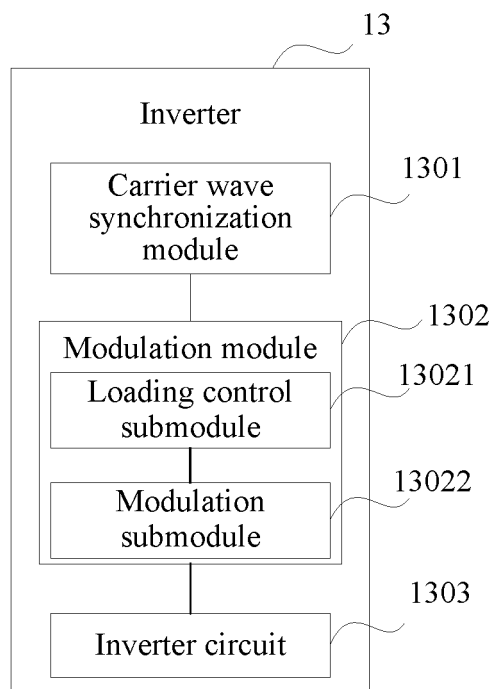 13
Inverter
1301
Carrier wave
synchronization
module
1302
Modulation module
13021
Loading control
submodule
13022
Modulation
submodule
1303
Inverter circuit